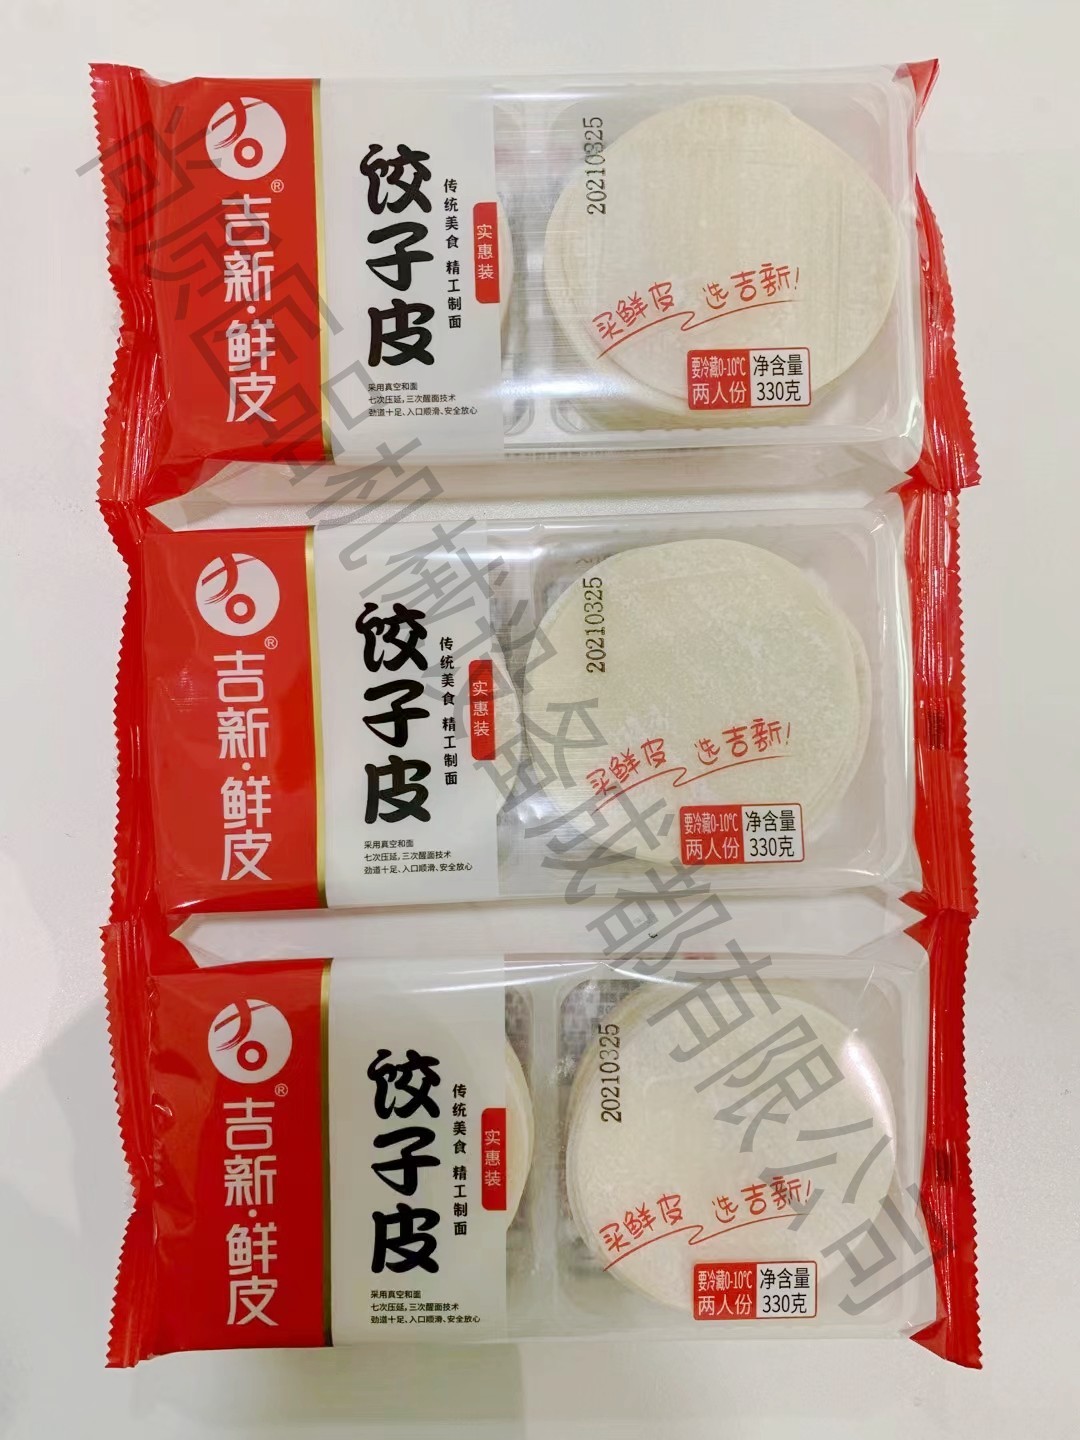 吉新·鲜皮
®
饺子皮
传统美食 精工制面
实惠装
采用真空和面
七次压延,三次醒面技术
劲道十足、入口顺滑、安全放心
20210325
买鲜皮 选吉新!
要冷藏0-10℃
两人份
净含量
330克
吉新·鲜皮
®
饺子皮
传统美食 精工制面
实惠装
采用真空和面
七次压延,三次醒面技术
劲道十足、入口顺滑、安全放心
20210325
买鲜皮 选吉新!
要冷藏0-10℃
两人份
净含量
330克
吉新·鲜皮
®
饺子皮
传统美食 精工制面
实惠装
采用真空和面
七次压延,三次醒面技术
劲道十足、入口顺滑、安全放心
20210325
买鲜皮 选吉新!
要冷藏0-10℃
两人份
净含量
330克
尚质匠品机械设备成都有限公司